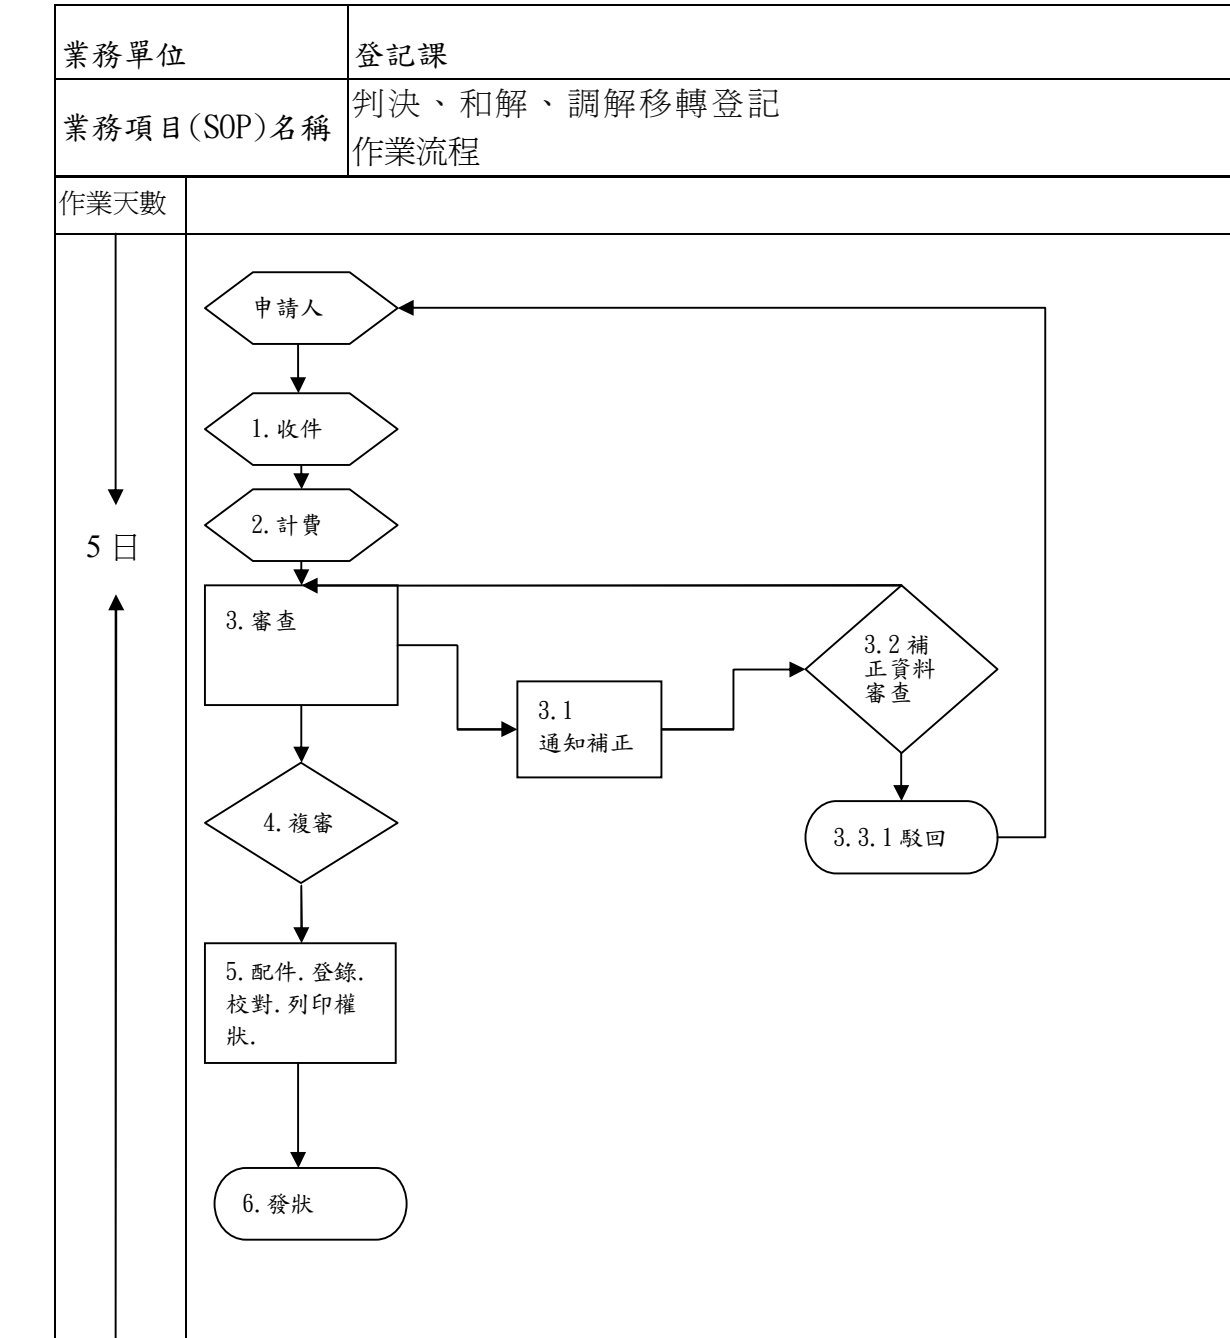 業務單位
登記課
業務項目(SOP)名稱
判決、和解、調解移轉登記
作業流程
作業天數
5日
申請人
1.收件
2.計費
3.審查
3.1
通知補正
3.2補
正資料
審查
3.3.1駁回
4.複審
5.配件.登錄.
校對.列印權
狀.
6.發狀